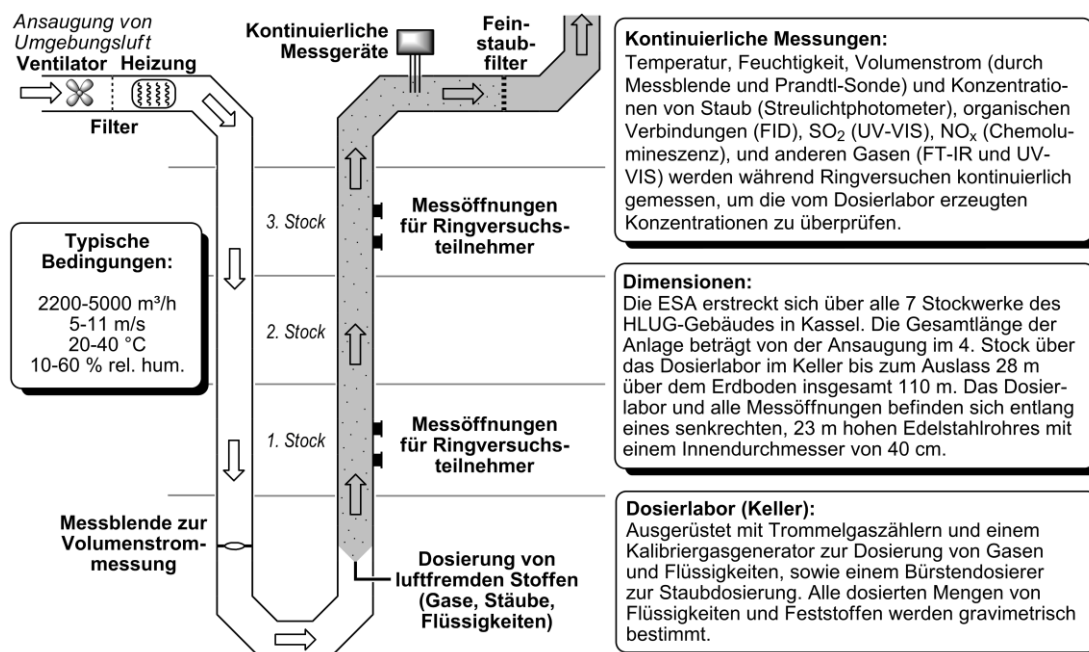 Ansaugung von
Umgebungsluft
Ventilator Heizung
Filter
Kontinuierliche
Messgeräte
Fein-
staub-
filter
3. Stock
Messöffnungen
für Ringversuchs-
teilnehmer
Typische
Bedingungen:
2200-5000 m³/h
5-11 m/s
20-40 °C
10-60 % rel. hum.
2. Stock
1. Stock
Messöffnungen
für Ringversuchs-
teilnehmer
Messblende zur
Volumenstrom-
messung
Dosierung von
luftfremden Stoffen
(Gase, Stäube,
Flüssigkeiten)
Kontinuierliche Messungen:
Temperatur, Feuchtigkeit, Volumenstrom (durch
Messblende und Prandtl-Sonde) und Konzentratio-
nen von Staub (Streulichtphotometer), organischen
Verbindungen (FID), SO₂ (UV-VIS), NOₓ (Chemolu-
mineszenz), und anderen Gasen (FT-IR und UV-
VIS) werden während Ringversuchen kontinuierlich
gemessen, um die vom Dosierlabor erzeugten
Konzentrationen zu überprüfen.
Dimensionen:
Die ESA erstreckt sich über alle 7 Stockwerke des
HLUG-Gebäudes in Kassel. Die Gesamtlänge der
Anlage beträgt von der Ansaugung im 4. Stock über
das Dosierlabor im Keller bis zum Auslass 28 m
über dem Erdboden insgesamt 110 m. Das Dosier-
labor und alle Messöffnungen befinden sich entlang
eines senkrechten, 23 m hohen Edelstahlrohres mit
einem Innendurchmesser von 40 cm.
Dosierlabor (Keller):
Ausgerüstet mit Trommelgaszählern und einem
Kalibriergasgenerator zur Dosierung von Gasen
und Flüssigkeiten, sowie einem Bürstendosierer
zur Staubdosierung. Alle dosierten Mengen von
Flüssigkeiten und Feststoffen werden gravimetrisch
bestimmt.